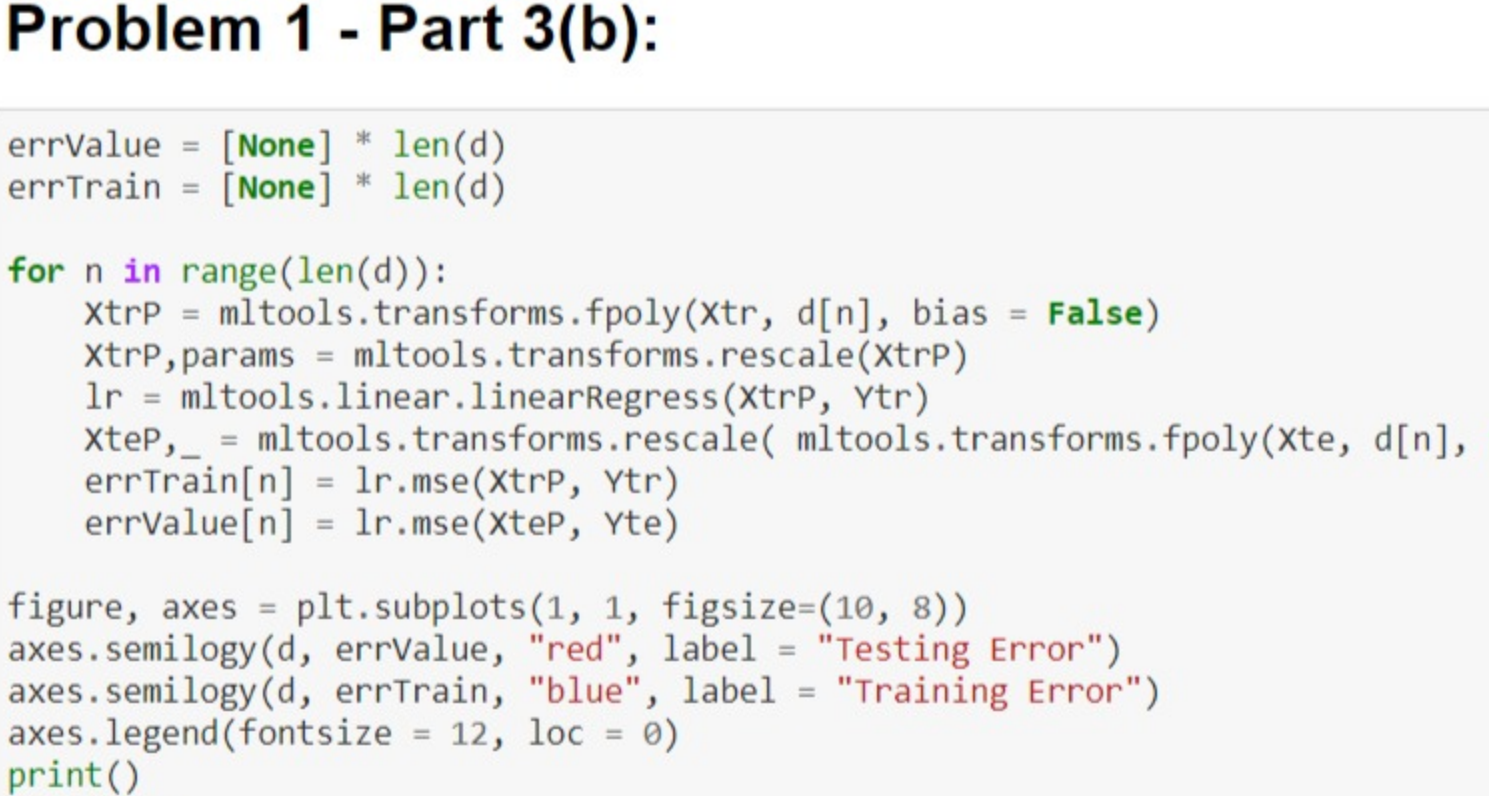 Problem 1 - Part 3(b):
errValue = [None] * len(d)
errTrain = [None] * len(d)
for n in range(len(d)):
    XtrP = mltools.transforms.fpoly(Xtr, d[n], bias = False)
    XtrP,params = mltools.transforms.rescale(XtrP)
    lr = mltools.linear.linearRegress(XtrP, Ytr)
    XteP,_ = mltools.transforms.rescale( mltools.transforms.fpoly(Xte, d[n],
    errTrain[n] = lr.mse(XtrP, Ytr)
    errValue[n] = lr.mse(XteP, Yte)
figure, axes = plt.subplots(1, 1, figsize=(10, 8))
axes.semilogy(d, errValue, "red", label = "Testing Error")
axes.semilogy(d, errTrain, "blue", label = "Training Error")
axes.legend(fontsize = 12, loc = 0)
print()